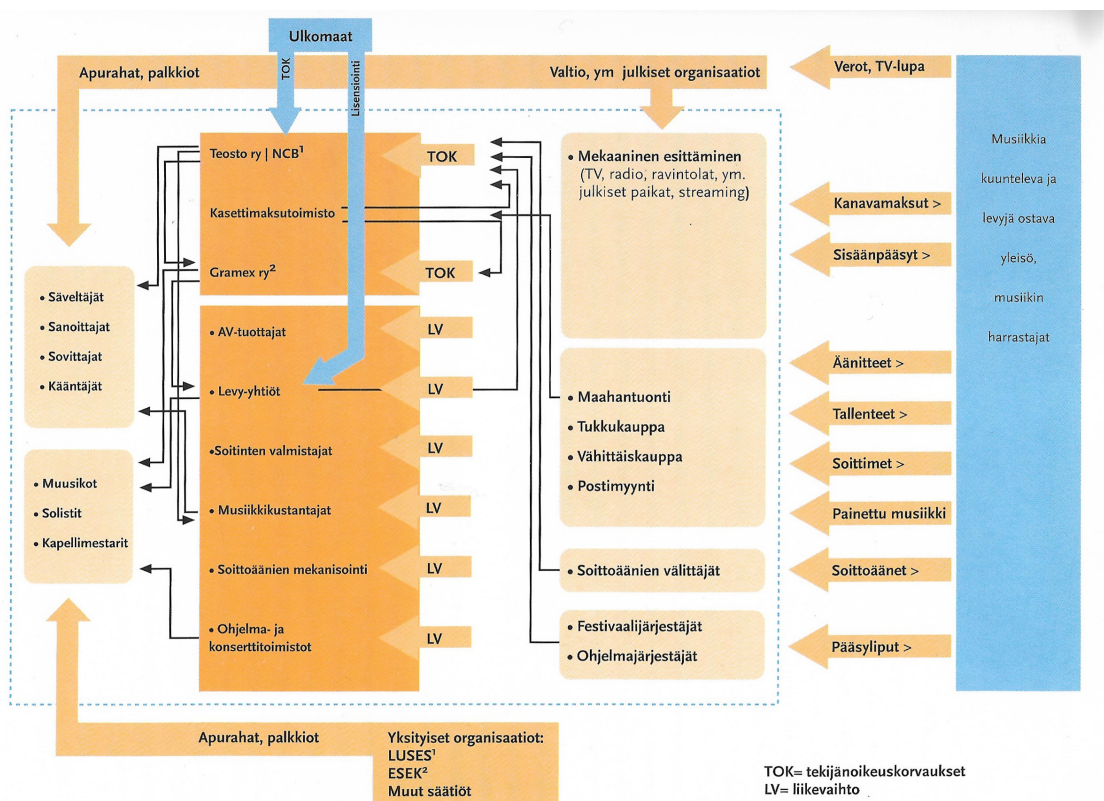 Ulkomaat
TOK
Lisensiointi
Apurahat, palkkiot
Valtio, ym julkiset organisaatiot
Verot, TV-lupa
Teosto ry | NCB¹
Kasettimaksutoimisto
Gramex ry²
TOK
TOK
• AV-tuottajat
• Levy-yhtiöt
•Soitinten valmistajat
• Musiikkikustantajat
• Soittoäänien mekanisointi
• Ohjelma- ja
konserttitoimistot
LV
LV
LV
LV
LV
LV
• Säveltäjät
• Sanoittajat
• Sovittajat
• Kääntäjät
• Muusikot
• Solistit
• Kapellimestarit
• Mekaaninen esittäminen
(TV, radio, ravintolat, ym.
julkiset paikat, streaming)
• Maahantuonti
• Tukkukauppa
• Vähittäiskauppa
• Postimyynti
• Soittoäänien välittäjät
• Festivaalijärjestäjät
• Ohjelmajärjestäjät
Kanavamaksut >
Sisäänpääsyt >
Äänitteet >
Tallenteet >
Soittimet >
Painettu musiikki
Soittoäänet >
Pääsyliput >
Musiikkia
kuunteleva ja
levyjä ostava
yleisö,
musiikin
harrastajat
Apurahat, palkkiot
Yksityiset organisaatiot:
LUSES¹
ESEK²
Muut säätiöt
TOK= tekijänoikeuskorvaukset
LV= liikevaihto